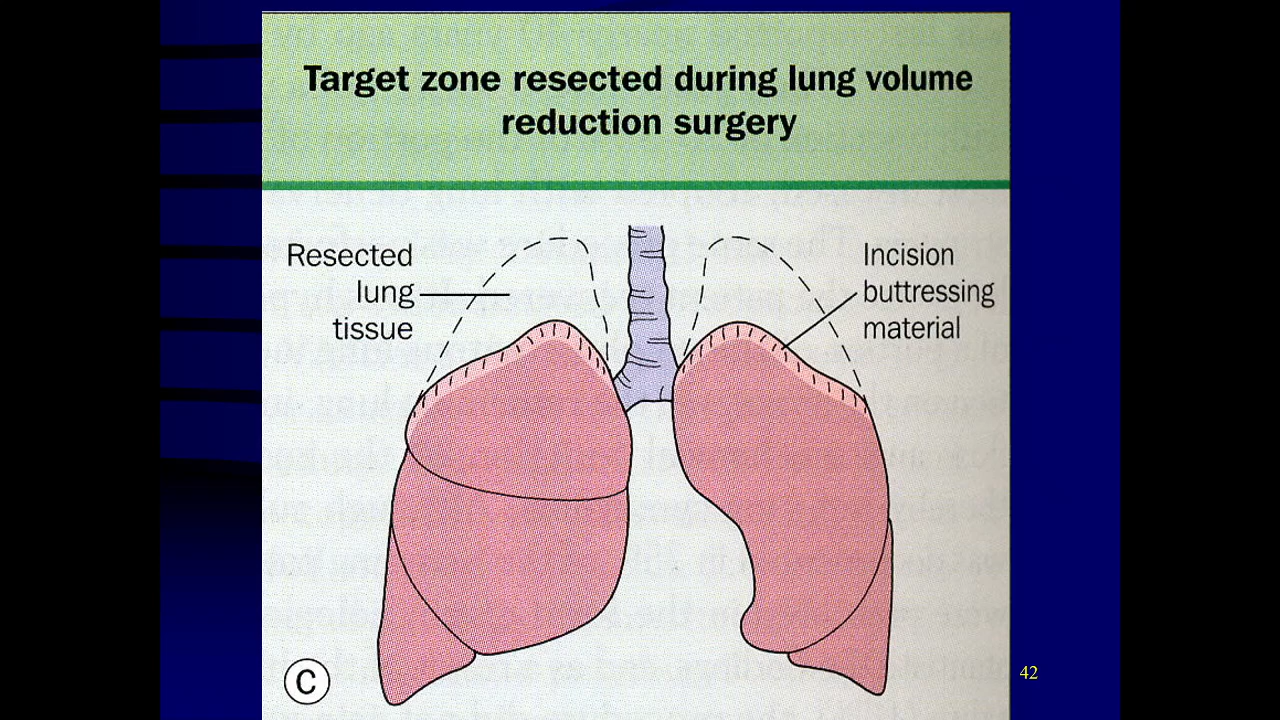 Target zone resected during lung volume
reduction surgery
Resected
lung
tissue
Incision
buttressing
material
C
42